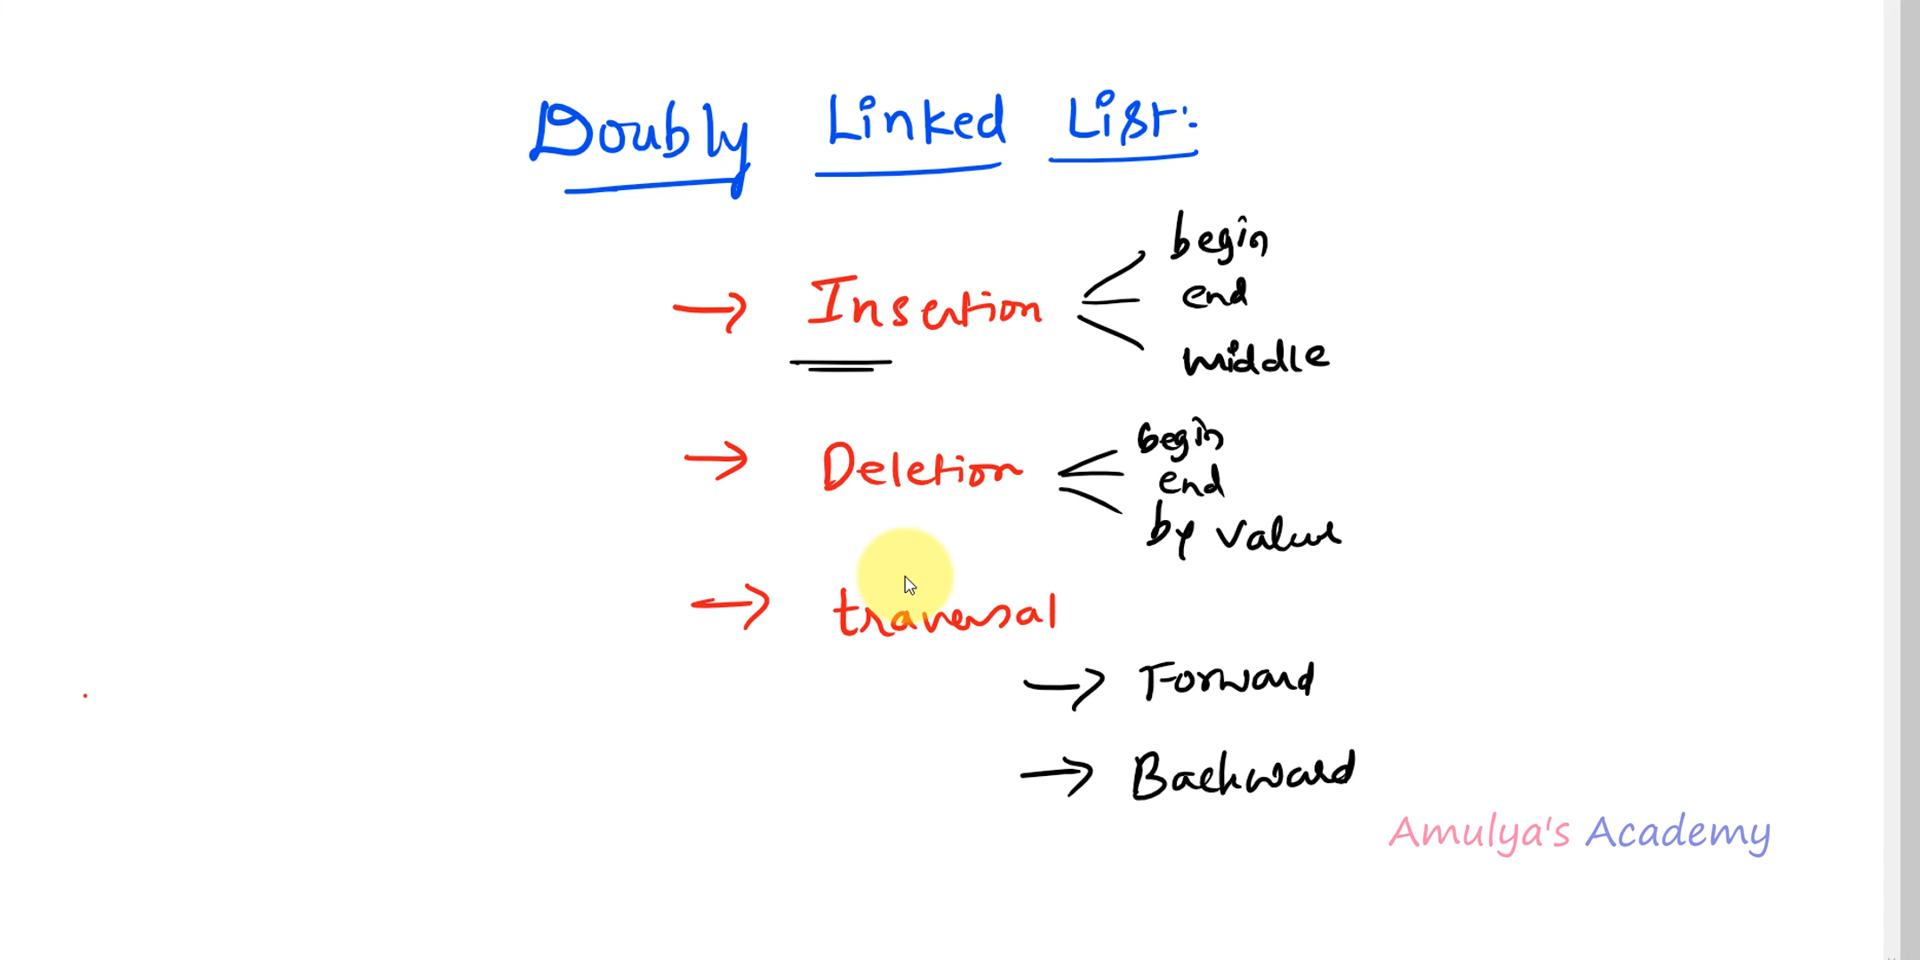 Doubly Linked List:
→ Insertion
begin
end
middle
→ Deletion
begin
end
by value
→ traversal
→ Forward
→ Backward
Amulya's Academy